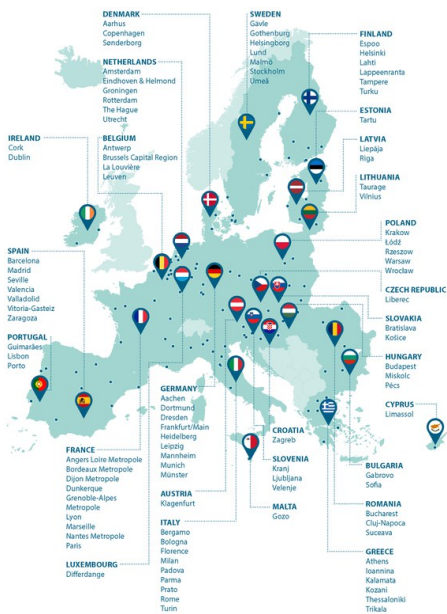 DENMARK
Aarhus
Copenhagen
Sønderborg
SWEDEN
Gävle
Gothenburg
Helsingborg
Lund
Malmö
Stockholm
Umeå
FINLAND
Espoo
Helsinki
Lahti
Lappeenranta
Tampere
Turku
NETHERLANDS
Amsterdam
Eindhoven & Helmond
Groningen
Rotterdam
The Hague
Utrecht
ESTONIA
Tartu
IRELAND
Cork
Dublin
BELGIUM
Antwerp
Brussels Capital Region
La Louvière
Leuven
LATVIA
Liepāja
Riga
LITHUANIA
Taurage
Vilnius
POLAND
Krakow
Łódź
Rzeszow
Warsaw
Wrocław
SPAIN
Barcelona
Madrid
Seville
Valencia
Valladolid
Vitoria-Gasteiz
Zaragoza
CZECH REPUBLIC
Liberec
SLOVAKIA
Bratislava
Košice
PORTUGAL
Guimarães
Lisbon
Porto
HUNGARY
Budapest
Miskolc
Pécs
GERMANY
Aachen
Dortmund
Dresden
Frankfurt/Main
Heidelberg
Leipzig
Mannheim
Munich
Münster
CYPRUS
Limassol
CROATIA
Zagreb
FRANCE
Angers Loire Metropole
Bordeaux Metropole
Dijon Metropole
Dunkerque
Grenoble-Alpes
Metropole
Lyon
Marseille
Nantes Metropole
Paris
SLOVENIA
Kranj
Ljubljana
Velenje
BULGARIA
Gabrovo
Sofia
AUSTRIA
Klagenfurt
MALTA
Gozo
ROMANIA
Bucharest
Cluj-Napoca
Suceava
ITALY
Bergamo
Bologna
Florence
Milan
Padova
Parma
Prato
Rome
Turin
GREECE
Athens
Ioannina
Kalamata
Kozani
Thessaloniki
Trikala
LUXEMBOURG
Differdange